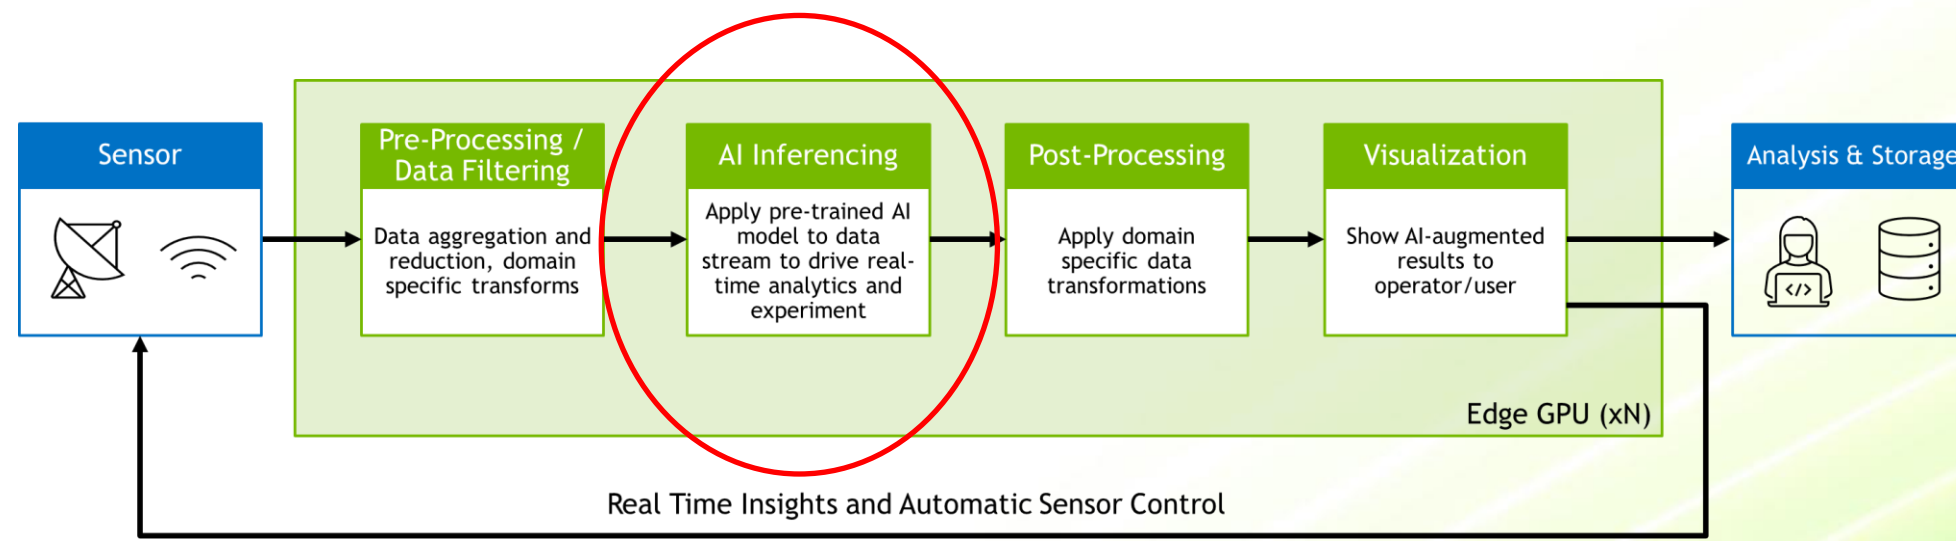 Sensor
Pre-Processing /
Data Filtering
Data aggregation and
reduction, domain
specific transforms
AI Inferencing
Apply pre-trained AI
model to data
stream to drive real-
time analytics and
experiment
Post-Processing
Apply domain
specific data
transformations
Visualization
Show AI-augmented
results to
operator/user
Analysis & Storage
</>
Edge GPU (xN)
Real Time Insights and Automatic Sensor Control